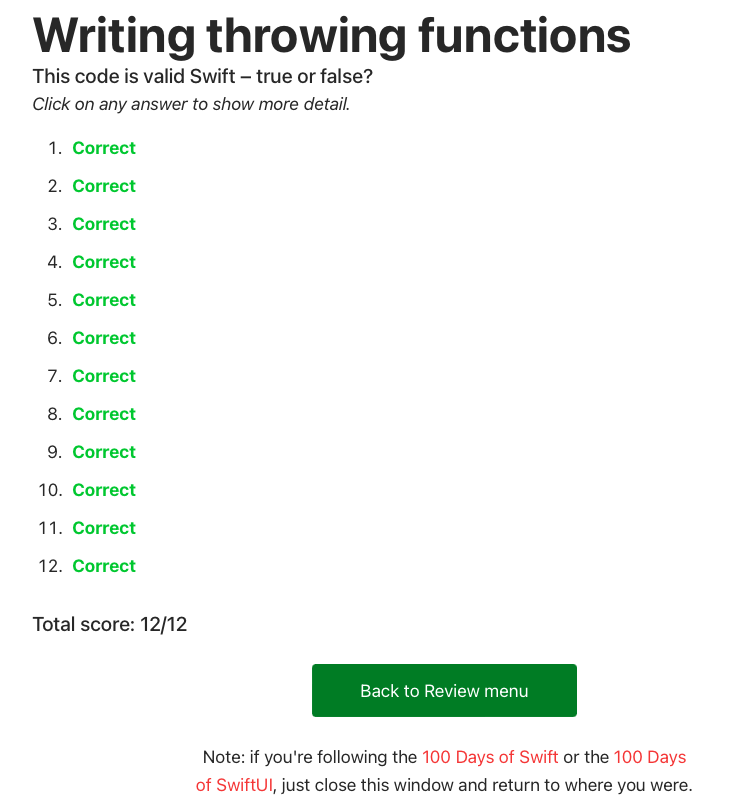 Writing throwing functions
This code is valid Swift – true or false?
Click on any answer to show more detail.
1. Correct
2. Correct
3. Correct
4. Correct
5. Correct
6. Correct
7. Correct
8. Correct
9. Correct
10. Correct
11. Correct
12. Correct
Total score: 12/12
Back to Review menu
Note: if you're following the 100 Days of Swift or the 100 Days
of SwiftUI, just close this window and return to where you were.